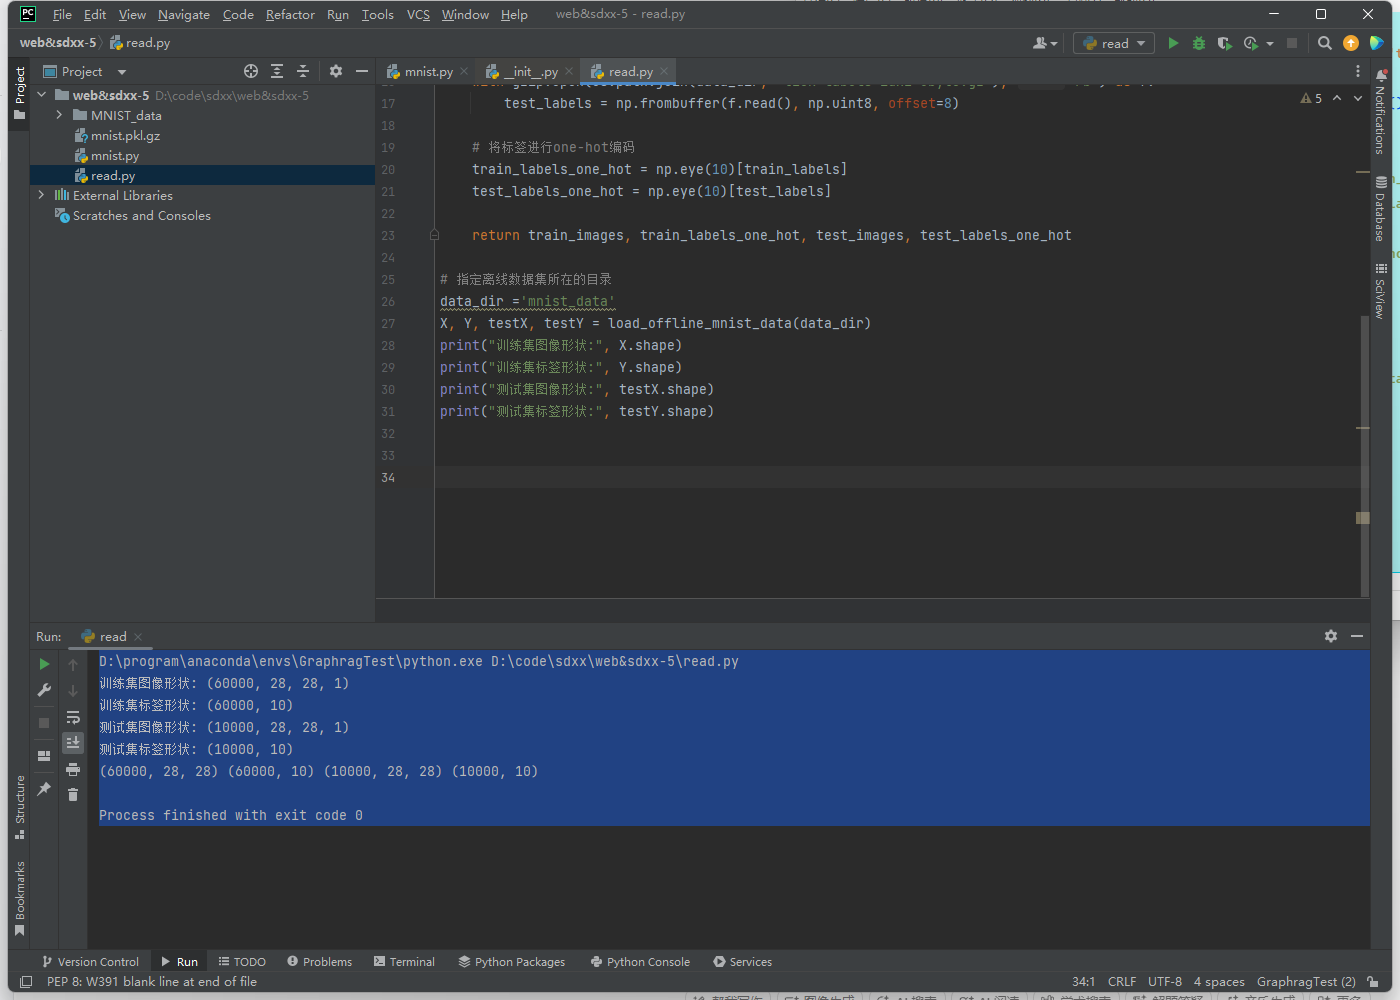 File Edit View Navigate Code Refactor Run Tools VCS Window Help web&sdxx-5 - read.py
web&sdxx-5 read.py
read
Project
mnist.py __init__.py read.py
Project
web&sdxx-5 D:\code\sdxx\web&sdxx-5
MNIST_data
mnist.pkl.gz
mnist.py
read.py
External Libraries
Scratches and Consoles
5
17 test_labels = np.frombuffer(f.read(), np.uint8, offset=8)
18
19 # 将标签进行one-hot编码
20 train_labels_one_hot = np.eye(10)[train_labels]
21 test_labels_one_hot = np.eye(10)[test_labels]
22
23 return train_images, train_labels_one_hot, test_images, test_labels_one_hot
24
25 # 指定离线数据集所在的目录
26 data_dir ='mnist_data'
27 X, Y, testX, testY = load_offline_mnist_data(data_dir)
28 print("训练集图像形状:", X.shape)
29 print("训练集标签形状:", Y.shape)
30 print("测试集图像形状:", testX.shape)
31 print("测试集标签形状:", testY.shape)
32
33
34
Notifications
Database
SciView
Run: read
D:\program\anaconda\envs\GraphragTest\python.exe D:\code\sdxx\web&sdxx-5\read.py
训练集图像形状: (60000, 28, 28, 1)
训练集标签形状: (60000, 10)
测试集图像形状: (10000, 28, 28, 1)
测试集标签形状: (10000, 10)
(60000, 28, 28) (60000, 10) (10000, 28, 28) (10000, 10)
Process finished with exit code 0
Structure
Bookmarks
Version Control Run TODO Problems Terminal Python Packages Python Console Services
PEP 8: W391 blank line at end of file 34:1 CRLF UTF-8 4 spaces GraphragTest (2)